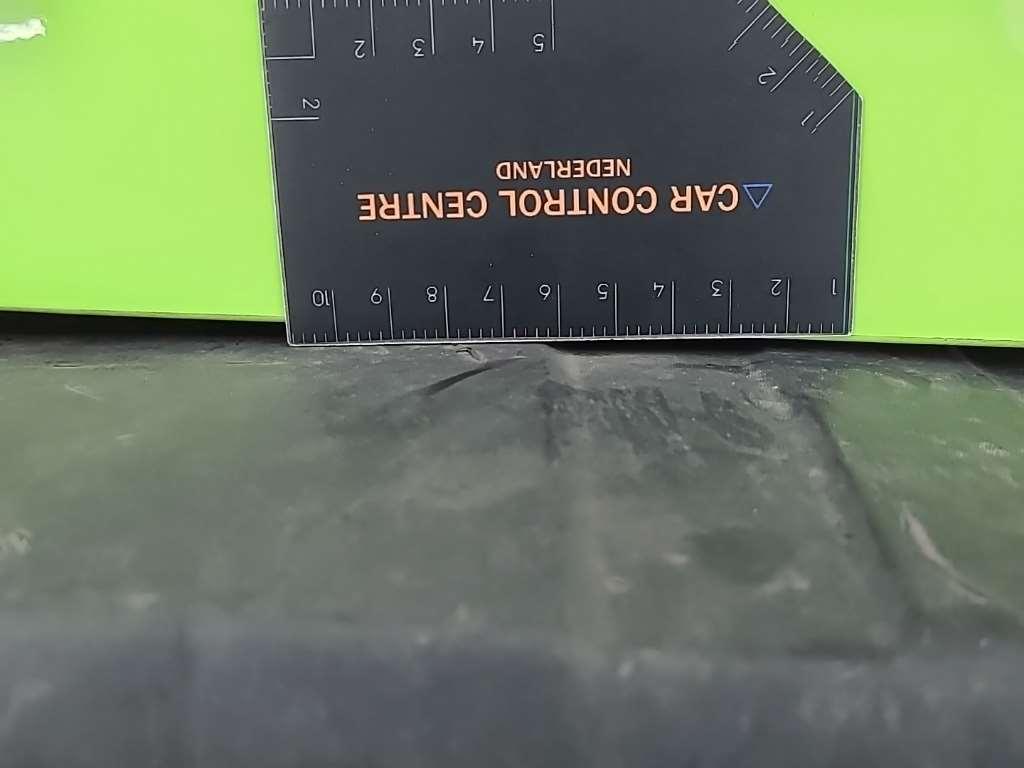 1 2 3 4 5 6 7 8 9 10
CAR CONTROL CENTRE
NEDERLAND
1 2
2
5 4 3 2